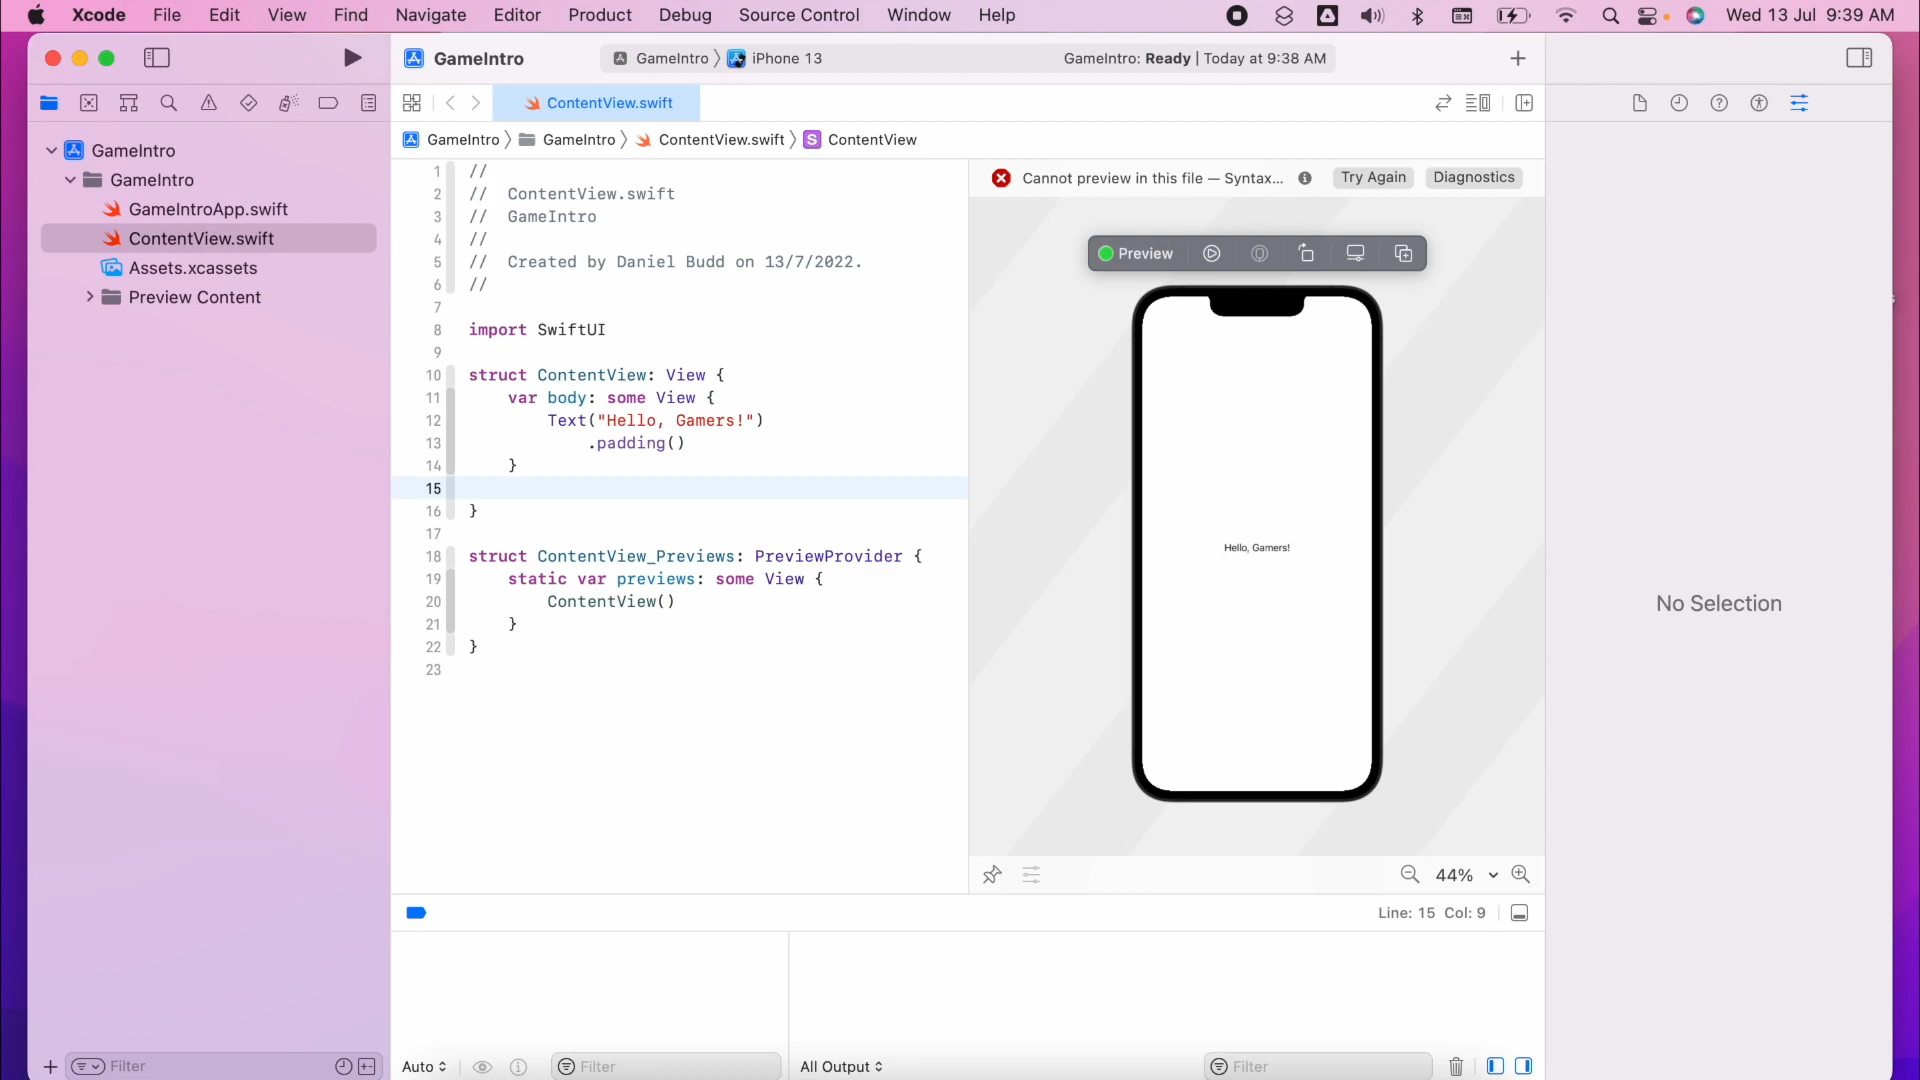 Xcode File Edit View Find Navigate Editor Product Debug Source Control Window Help Wed 13 Jul 9:39 AM
GameIntro GameIntro iPhone 13 GameIntro: Ready | Today at 9:38 AM
ContentView.swift
GameIntro GameIntro ContentView.swift S ContentView
GameIntro
GameIntro
GameIntroApp.swift
ContentView.swift
Assets.xcassets
Preview Content
1 //
2 // ContentView.swift
3 // GameIntro
4 //
5 // Created by Daniel Budd on 13/7/2022.
6 //
7
8 import SwiftUI
9
10 struct ContentView: View {
11 var body: some View {
12 Text("Hello, Gamers!")
13 .padding()
14 }
15
16 }
17
18 struct ContentView_Previews: PreviewProvider {
19 static var previews: some View {
20 ContentView()
21 }
22 }
23
Cannot preview in this file — Syntax... Try Again Diagnostics
Preview
Hello, Gamers!
44%
No Selection
Line: 15 Col: 9
Filter
Auto Filter
All Output Filter